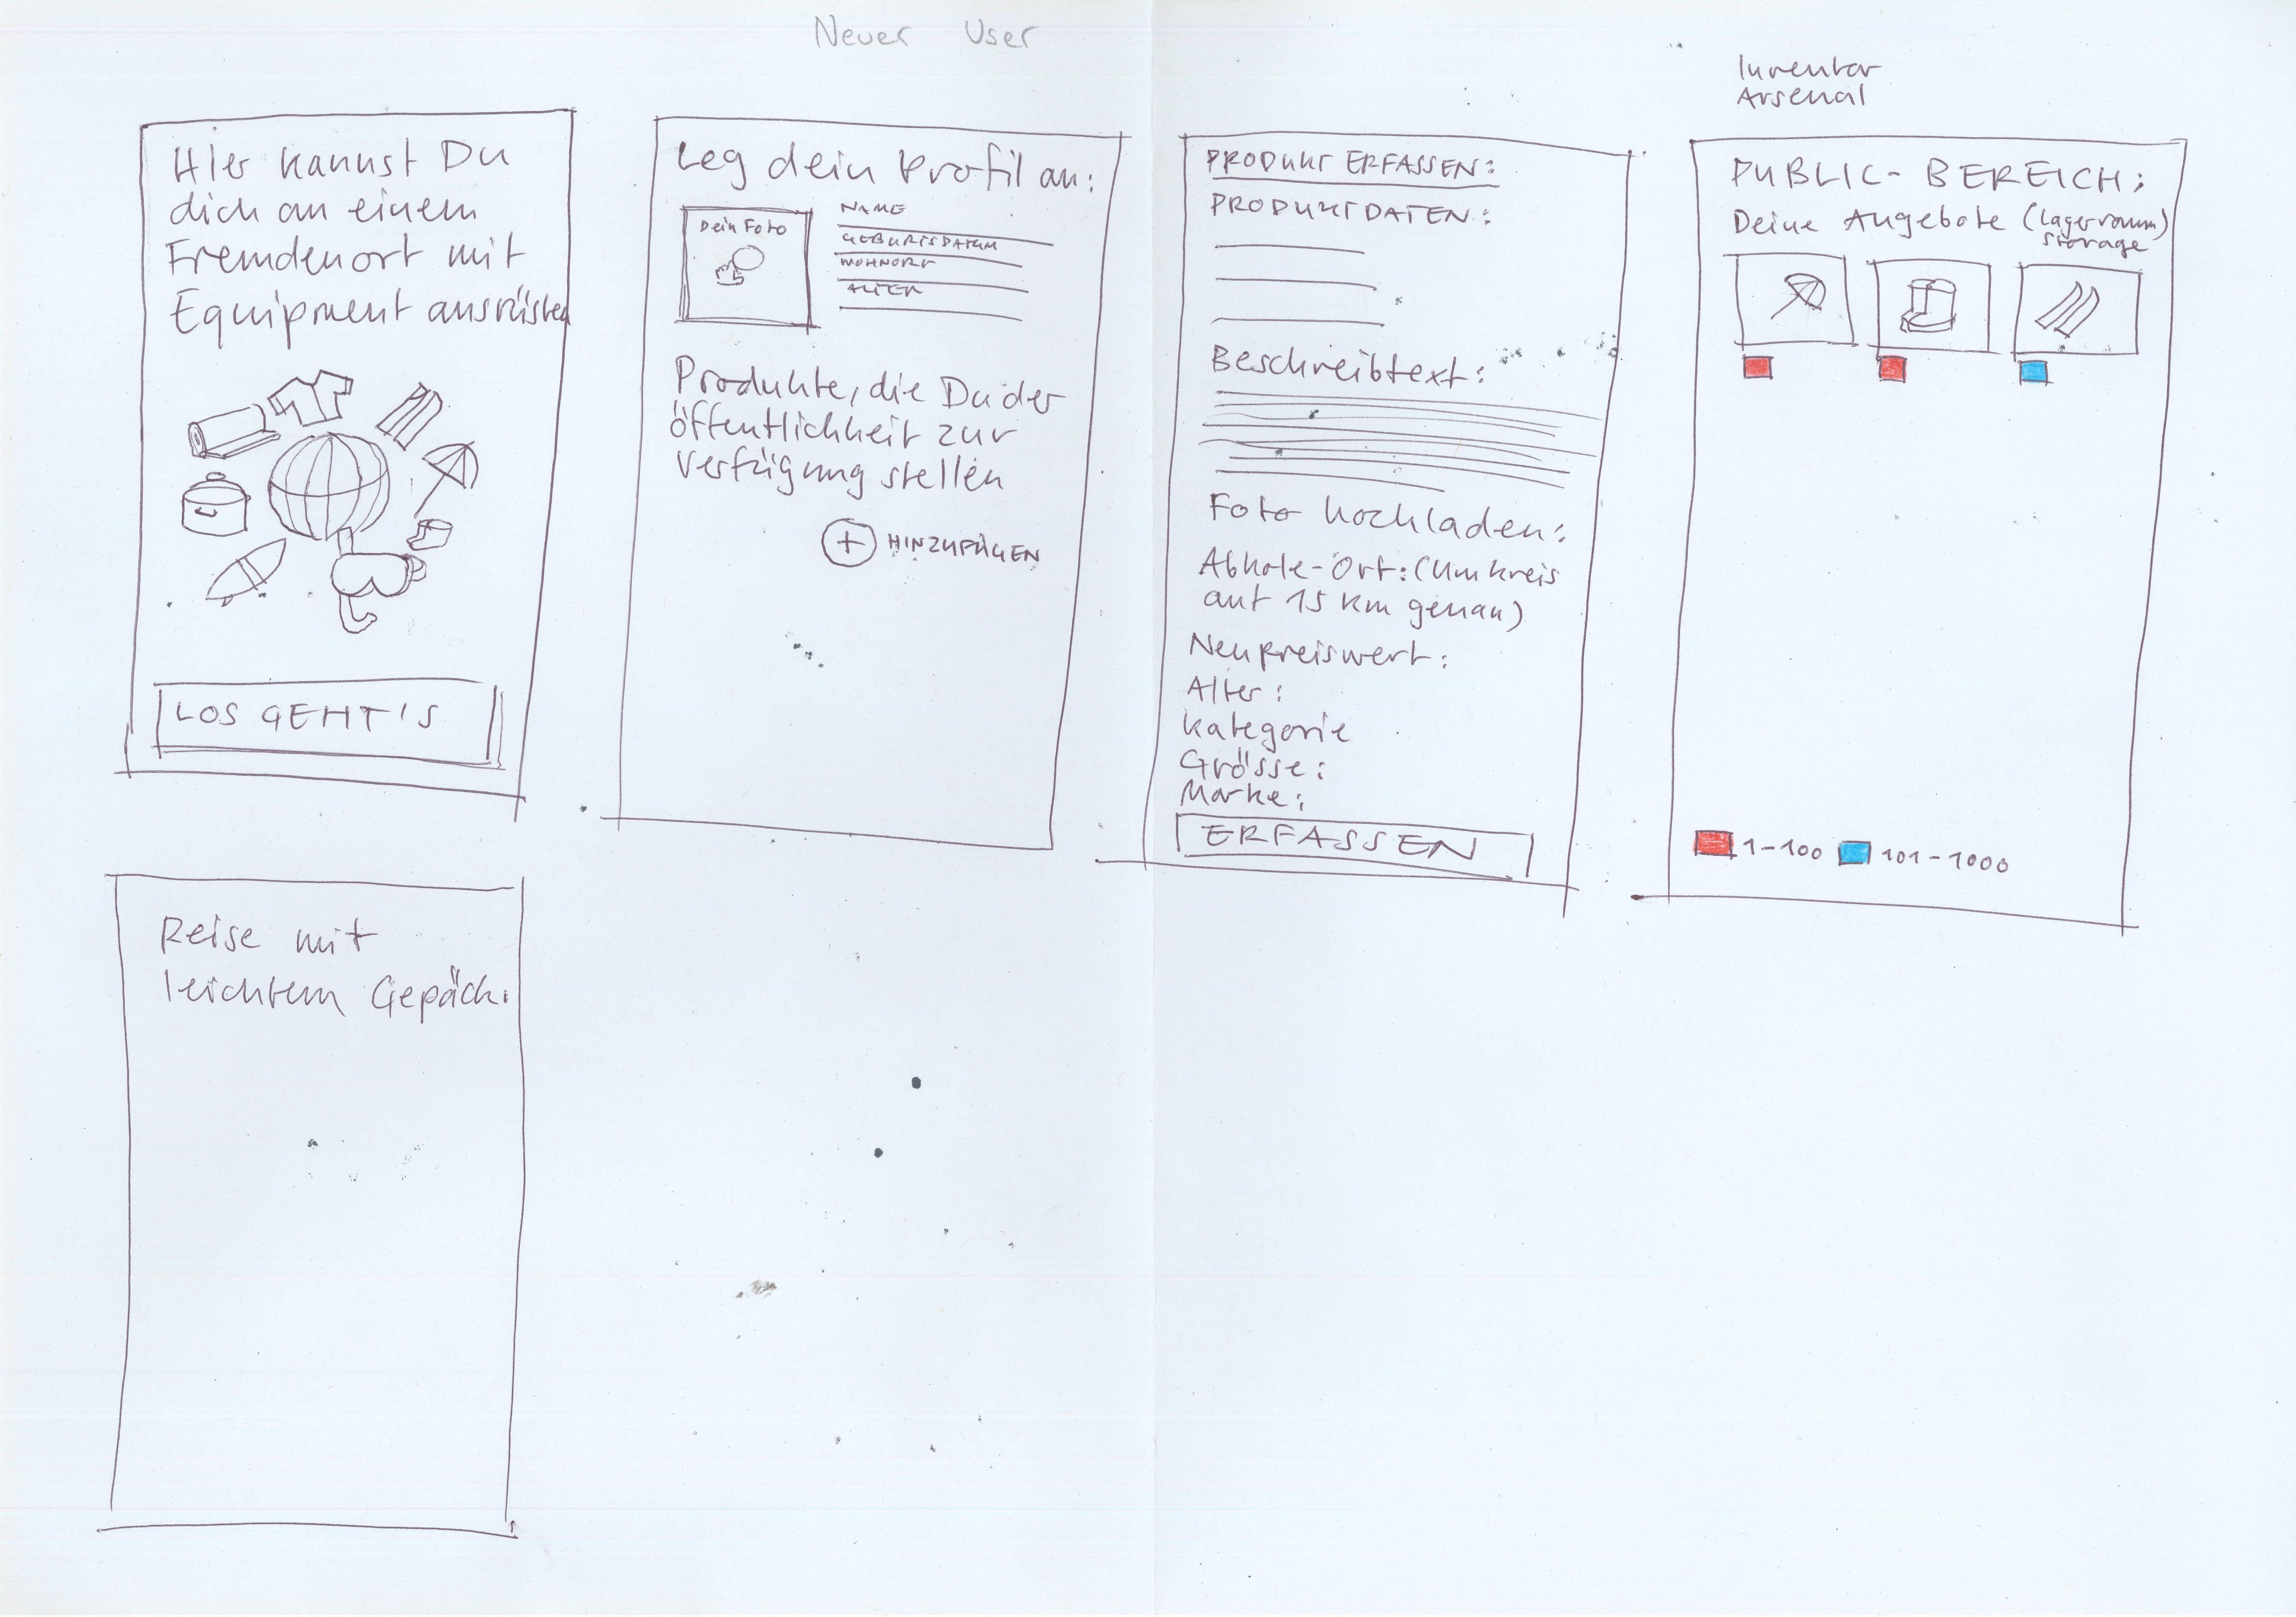 Neuer User
Hier kannst Du
dich an einem
Fremdenort mit
Equipment ausrüsten
LOS GEHT'S
Leg dein Profil an:
Dein Foto
NAME
GEBURTSDATUM
WOHNORT
ALTER
Produkte, die Du der
öffentlichkeit zur
Verfügung stellen
+ HINZUFÜGEN
PRODUKT ERFASSEN:
PRODUKTDATEN:
Beschreibtext:
Foto hochladen:
Abhole-Ort: (Umkreis
auf 15 km genau)
Neupreiswert:
Alter:
Kategorie
Grösse:
Marke:
ERFASSEN
Inventar
Arsenal
PUBLIC-BEREICH:
Deine Angebote (Lagerraum)
storage
1-100 101-1000
Reise mit
leichtem Gepäck.